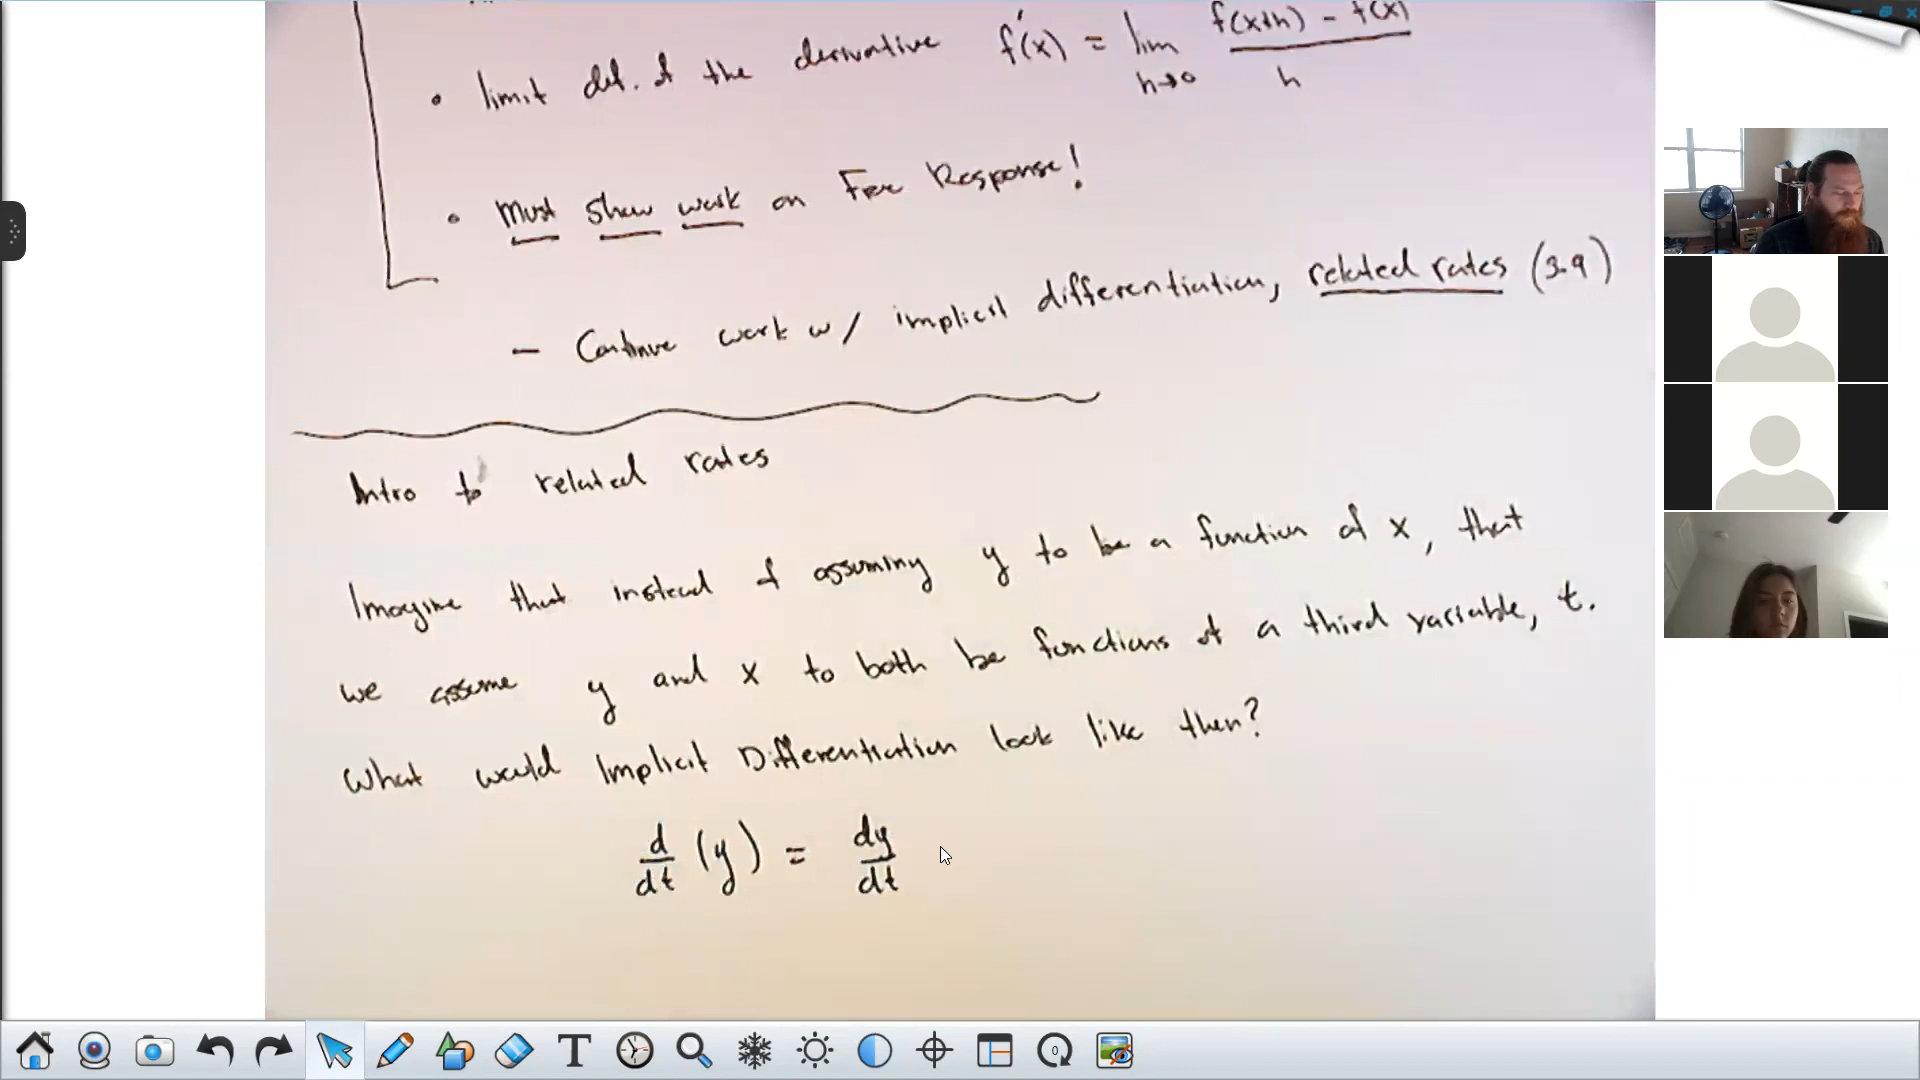 • limit def. of the derivative f'(x) = lim h→0 f(x+h) - f(x) / h
• Must show work on Free Response!
— Continue work w/ implicit differentiation, related rates (3.9)
Intro to related rates
Imagine that instead of assuming y to be a function of x, that
we assume y and x to both be functions of a third variable, t.
What would Implicit Differentiation look like then?
d/dt (y) = dy/dt
T
0